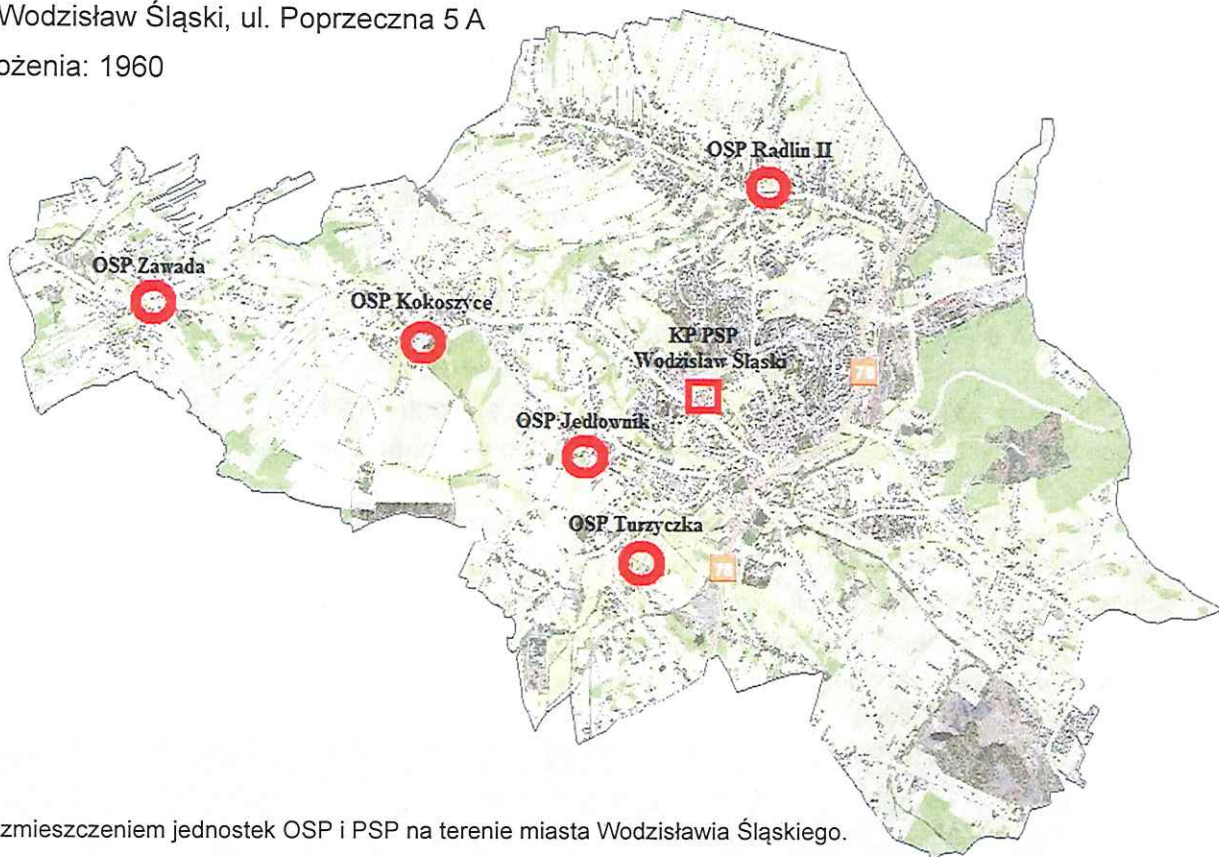 Wodzisław Śląski, ul. Poprzeczna 5 A
ożenia: 1960
OSP Radlin II
OSP Zawada
OSP Kokoszyce
KP PSP
Wodzisław Śląski
78
OSP Jedłownik
OSP Turzyczka
78
zmieszczeniem jednostek OSP i PSP na terenie miasta Wodzisławia Śląskiego.